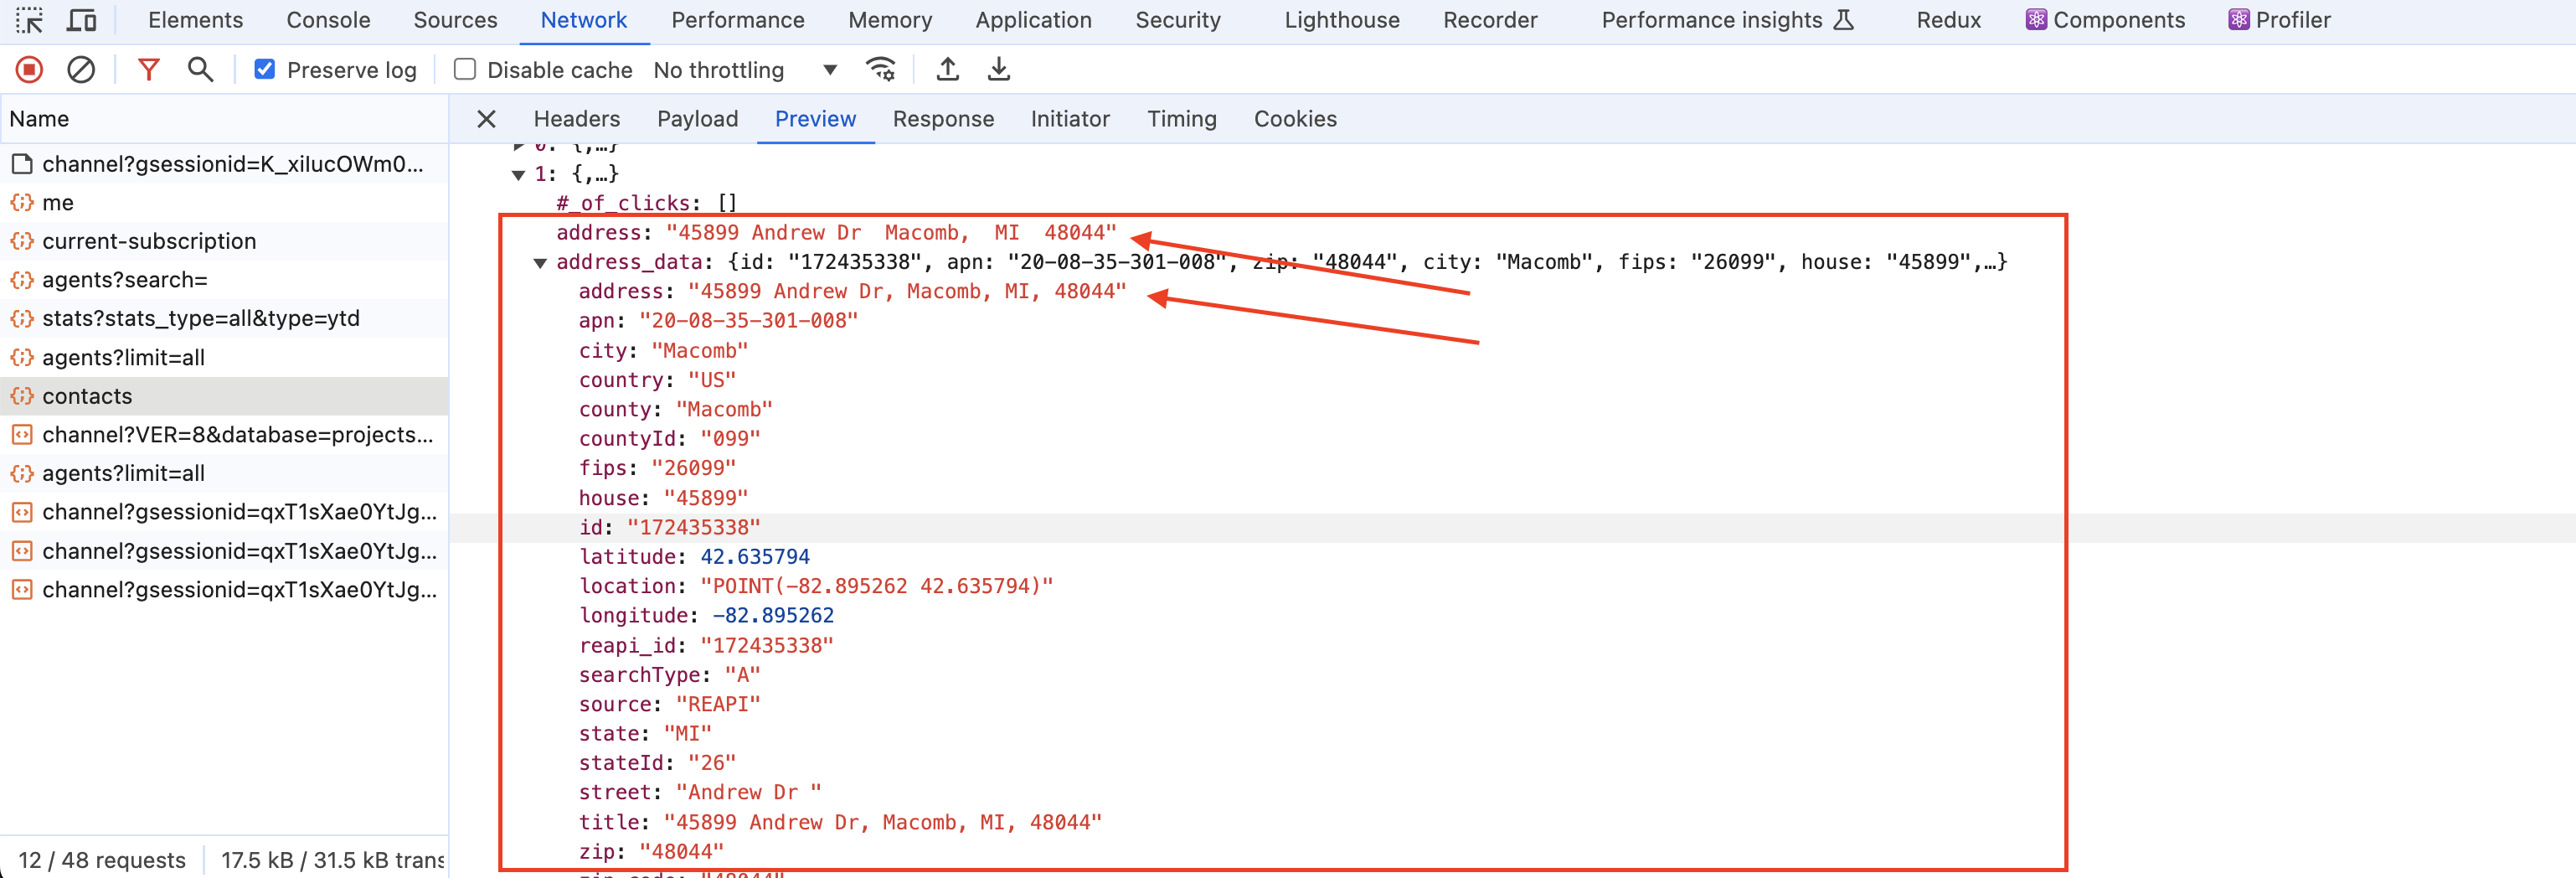 Elements Console Sources Network Performance Memory Application Security Lighthouse Recorder Performance insights Redux Components Profiler
Preserve log Disable cache No throttling
Name
Headers Payload Preview Response Initiator Timing Cookies
channel?gsessionid=K_xiIucOWm0...
me
current-subscription
agents?search=
stats?stats_type=all&type=ytd
agents?limit=all
contacts
channel?VER=8&database=projects...
agents?limit=all
channel?gsessionid=qxT1sXae0YtJg...
channel?gsessionid=qxT1sXae0YtJg...
channel?gsessionid=qxT1sXae0YtJg...
12 / 48 requests 17.5 kB / 31.5 kB trans
0: {,…}
1: {,…}
#_of_clicks: []
address: "45899 Andrew Dr  Macomb,  MI  48044"
address_data: {id: "172435338", apn: "20-08-35-301-008", zip: "48044", city: "Macomb", fips: "26099", house: "45899",…}
address: "45899 Andrew Dr, Macomb, MI, 48044"
apn: "20-08-35-301-008"
city: "Macomb"
country: "US"
county: "Macomb"
countyId: "099"
fips: "26099"
house: "45899"
id: "172435338"
latitude: 42.635794
location: "POINT(-82.895262 42.635794)"
longitude: -82.895262
reapi_id: "172435338"
searchType: "A"
source: "REAPI"
state: "MI"
stateId: "26"
street: "Andrew Dr "
title: "45899 Andrew Dr, Macomb, MI, 48044"
zip: "48044"
zip_code: "48044"